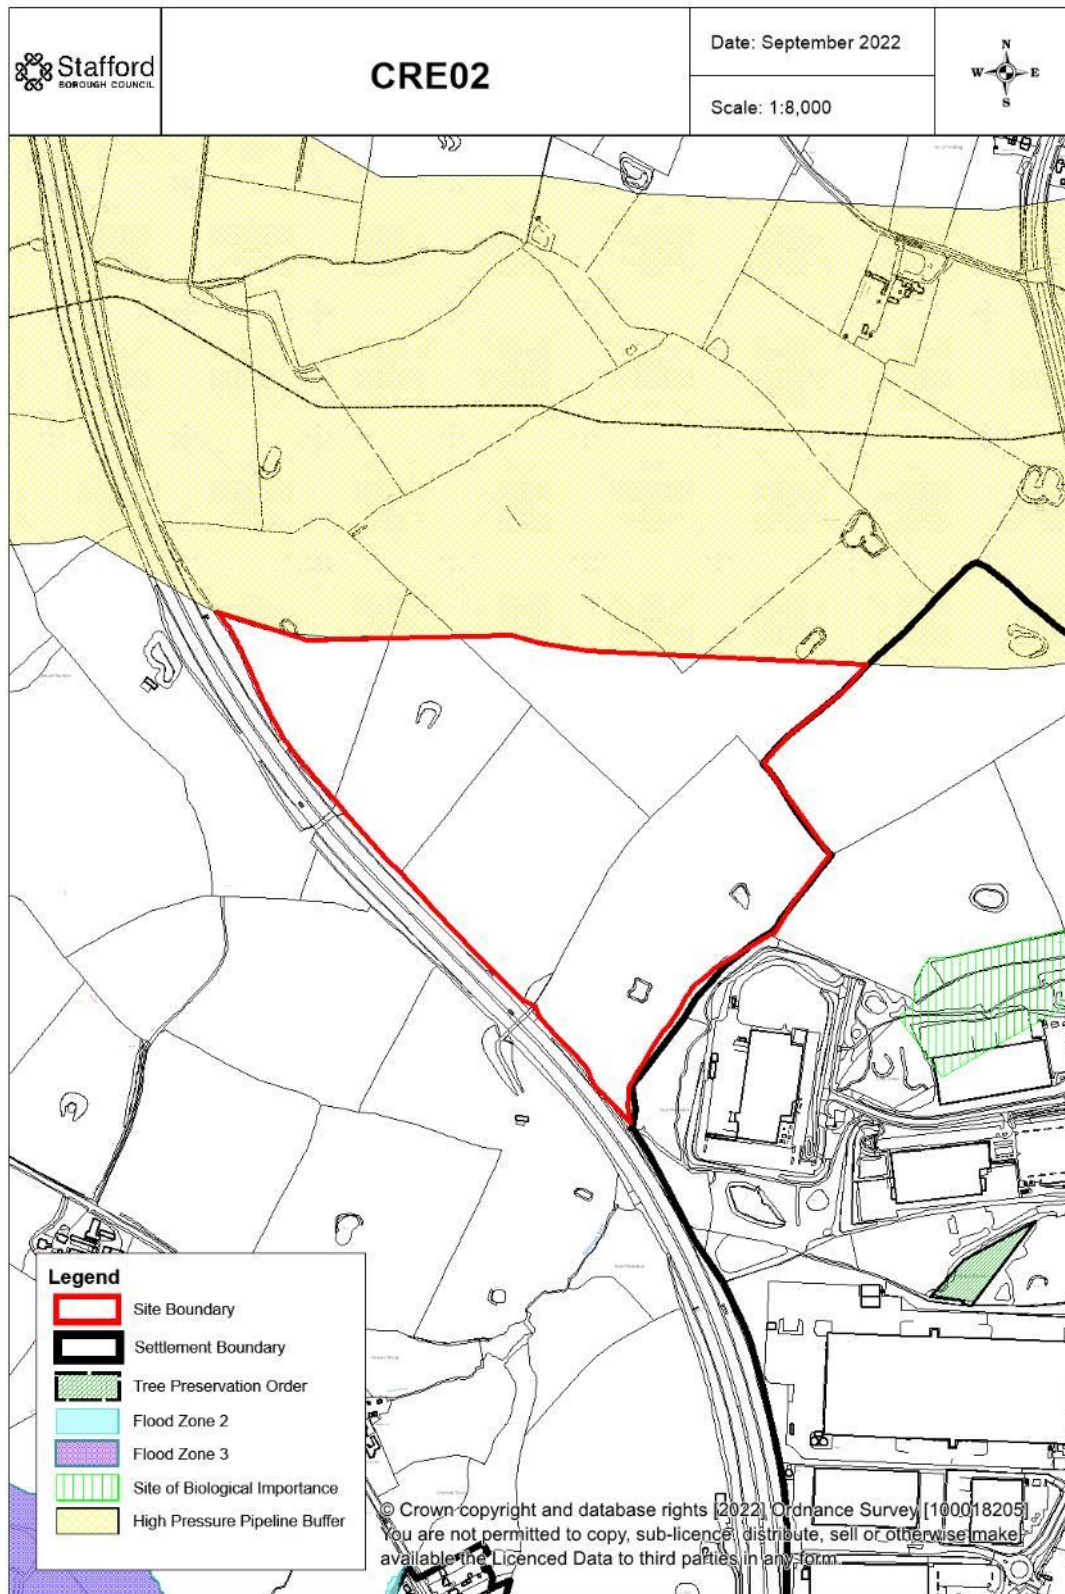 Stafford
BOROUGH COUNCIL
CRE02
Date: September 2022
Scale: 1:8,000
N
W E
S
Legend
Site Boundary
Settlement Boundary
Tree Preservation Order
Flood Zone 2
Flood Zone 3
Site of Biological Importance
High Pressure Pipeline Buffer
© Crown copyright and database rights [2022] Ordnance Survey [100018205]
You are not permitted to copy, sub-licence, distribute, sell or otherwise make
available the Licenced Data to third parties in any form.